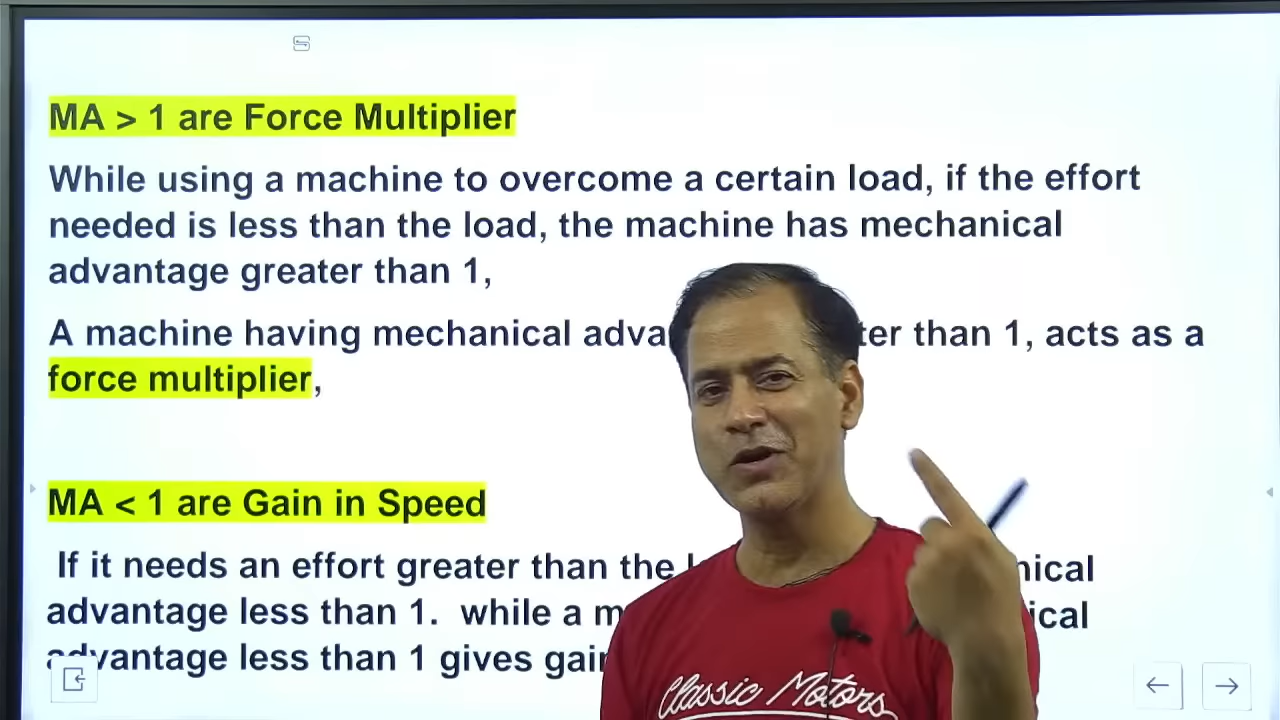 MA > 1 are Force Multiplier
While using a machine to overcome a certain load, if the effort
needed is less than the load, the machine has mechanical
advantage greater than 1,
A machine having mechanical adva ter than 1, acts as a
force multiplier,
MA < 1 are Gain in Speed
If it needs an effort greater than the nical
advantage less than 1. while a m ical
advantage less than 1 gives gai
Classic Motors